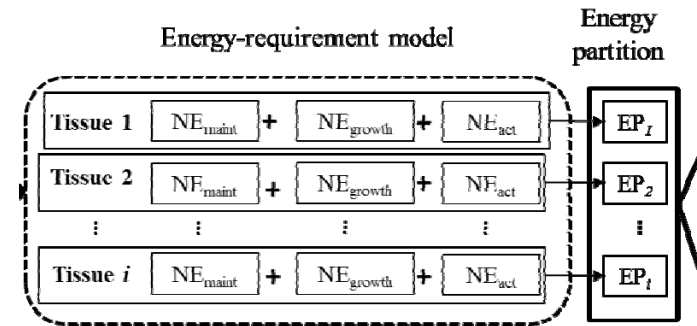 Energy-requirement model
Energy
partition
Tissue 1 NEmaint + NEgrowth + NEact EP1
Tissue 2 NEmaint + NEgrowth + NEact EP2
⋮ ⋮ ⋮ ⋮ ⋮
Tissue i NEmaint + NEgrowth + NEact EPi